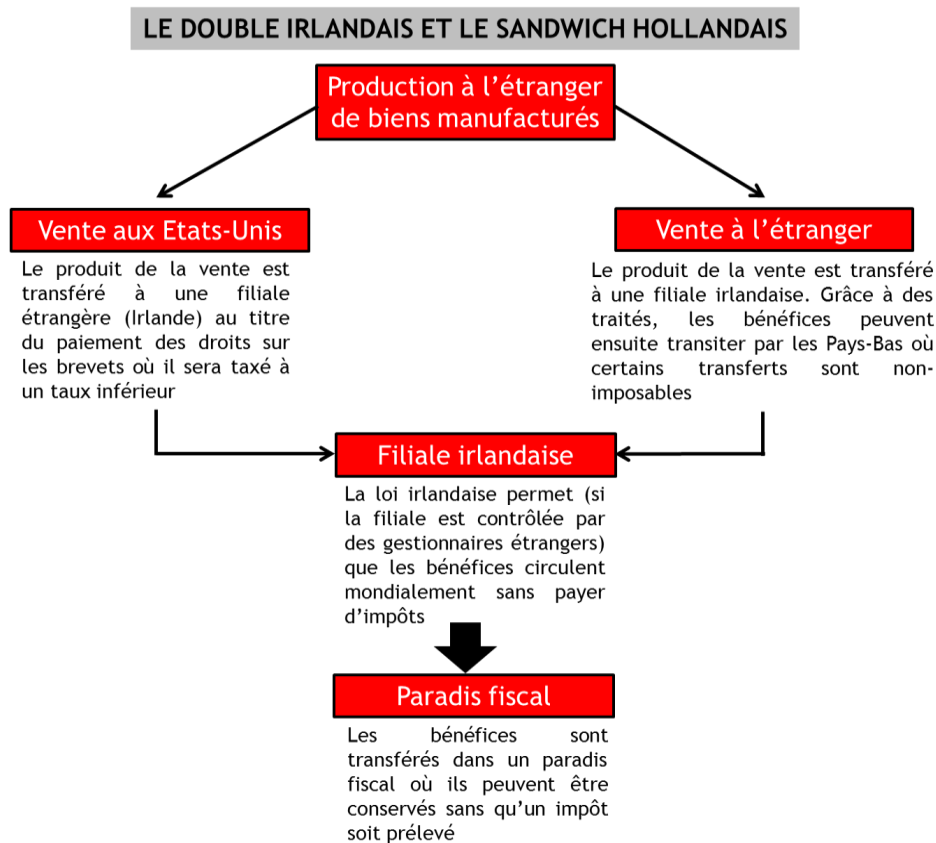 LE DOUBLE IRLANDAIS ET LE SANDWICH HOLLANDAIS
Production à l'étranger
de biens manufacturés
Vente aux Etats-Unis
Le produit de la vente est
transféré à une filiale
étrangère (Irlande) au titre
du paiement des droits sur
les brevets où il sera taxé à
un taux inférieur
Vente à l'étranger
Le produit de la vente est transféré
à une filiale irlandaise. Grâce à des
traités, les bénéfices peuvent
ensuite transiter par les Pays-Bas où
certains transferts sont non-
imposables
Filiale irlandaise
La loi irlandaise permet (si
la filiale est contrôlée par
des gestionnaires étrangers)
que les bénéfices circulent
mondialement sans payer
d'impôts
Paradis fiscal
Les bénéfices sont
transférés dans un paradis
fiscal où ils peuvent être
conservés sans qu'un impôt
soit prélevé